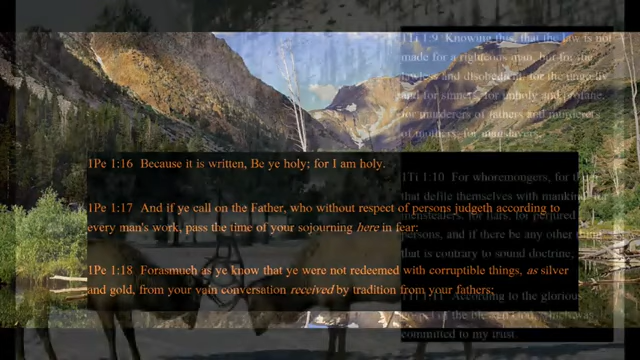 1Ti 1:9 Knowing this, that the law is not
made for a righteous man, but for the
lawless and disobedient, for the ungodly
and for sinners, for unholy and profane,
for murderers of fathers and murderers
of mothers, for manslayers,
1Ti 1:10 For whoremongers, for
that defile themselves with mankind, for
menstealers, for liars, for perjured
persons, and if there be any other thing
that is contrary to sound doctrine;
1Ti 1:11 According to the glorious
gospel of the blessed God, which was
committed to my trust.
1Pe 1:16 Because it is written, Be ye holy; for I am holy.
1Pe 1:17 And if ye call on the Father, who without respect of persons judgeth according to
every man's work, pass the time of your sojourning here in fear:
1Pe 1:18 Forasmuch as ye know that ye were not redeemed with corruptible things, as silver
and gold, from your vain conversation received by tradition from your fathers;